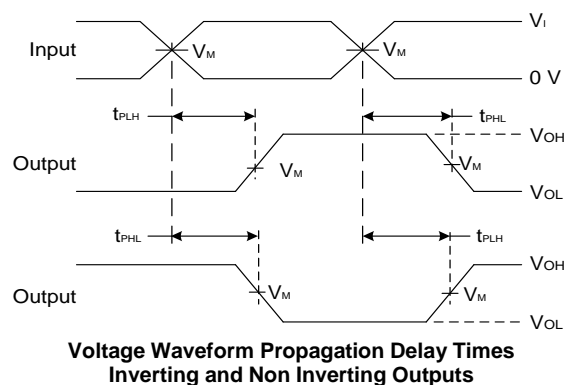 VI
Input
VM
VM
0 V
tPLH
tPHL
VOH
Output
VM
VM
VOL
tPHL
tPLH
VOH
Output
VM
VM
VOL
Voltage Waveform Propagation Delay Times
Inverting and Non Inverting Outputs